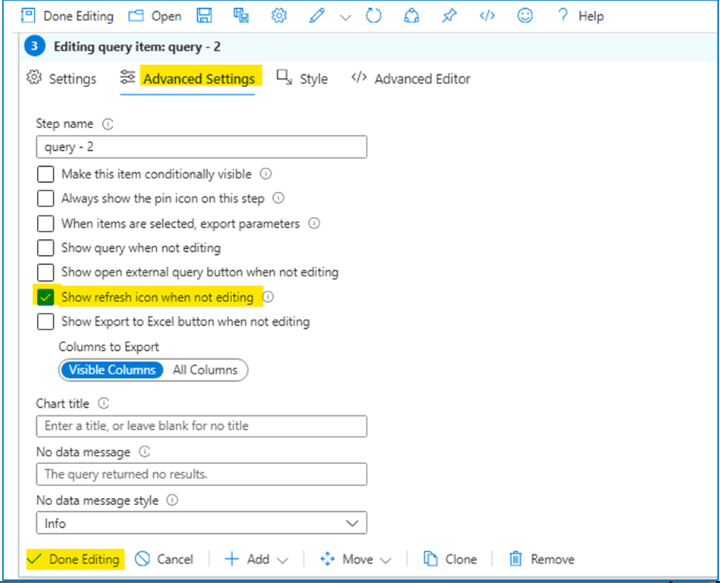 Done Editing Open Help
3 Editing query item: query - 2
Settings Advanced Settings Style Advanced Editor
Step name
query - 2
Make this item conditionally visible
Always show the pin icon on this step
When items are selected, export parameters
Show query when not editing
Show open external query button when not editing
Show refresh icon when not editing
Show Export to Excel button when not editing
Columns to Export
Visible Columns All Columns
Chart title
Enter a title, or leave blank for no title
No data message
The query returned no results.
No data message style
Info
Done Editing Cancel Add Move Clone Remove